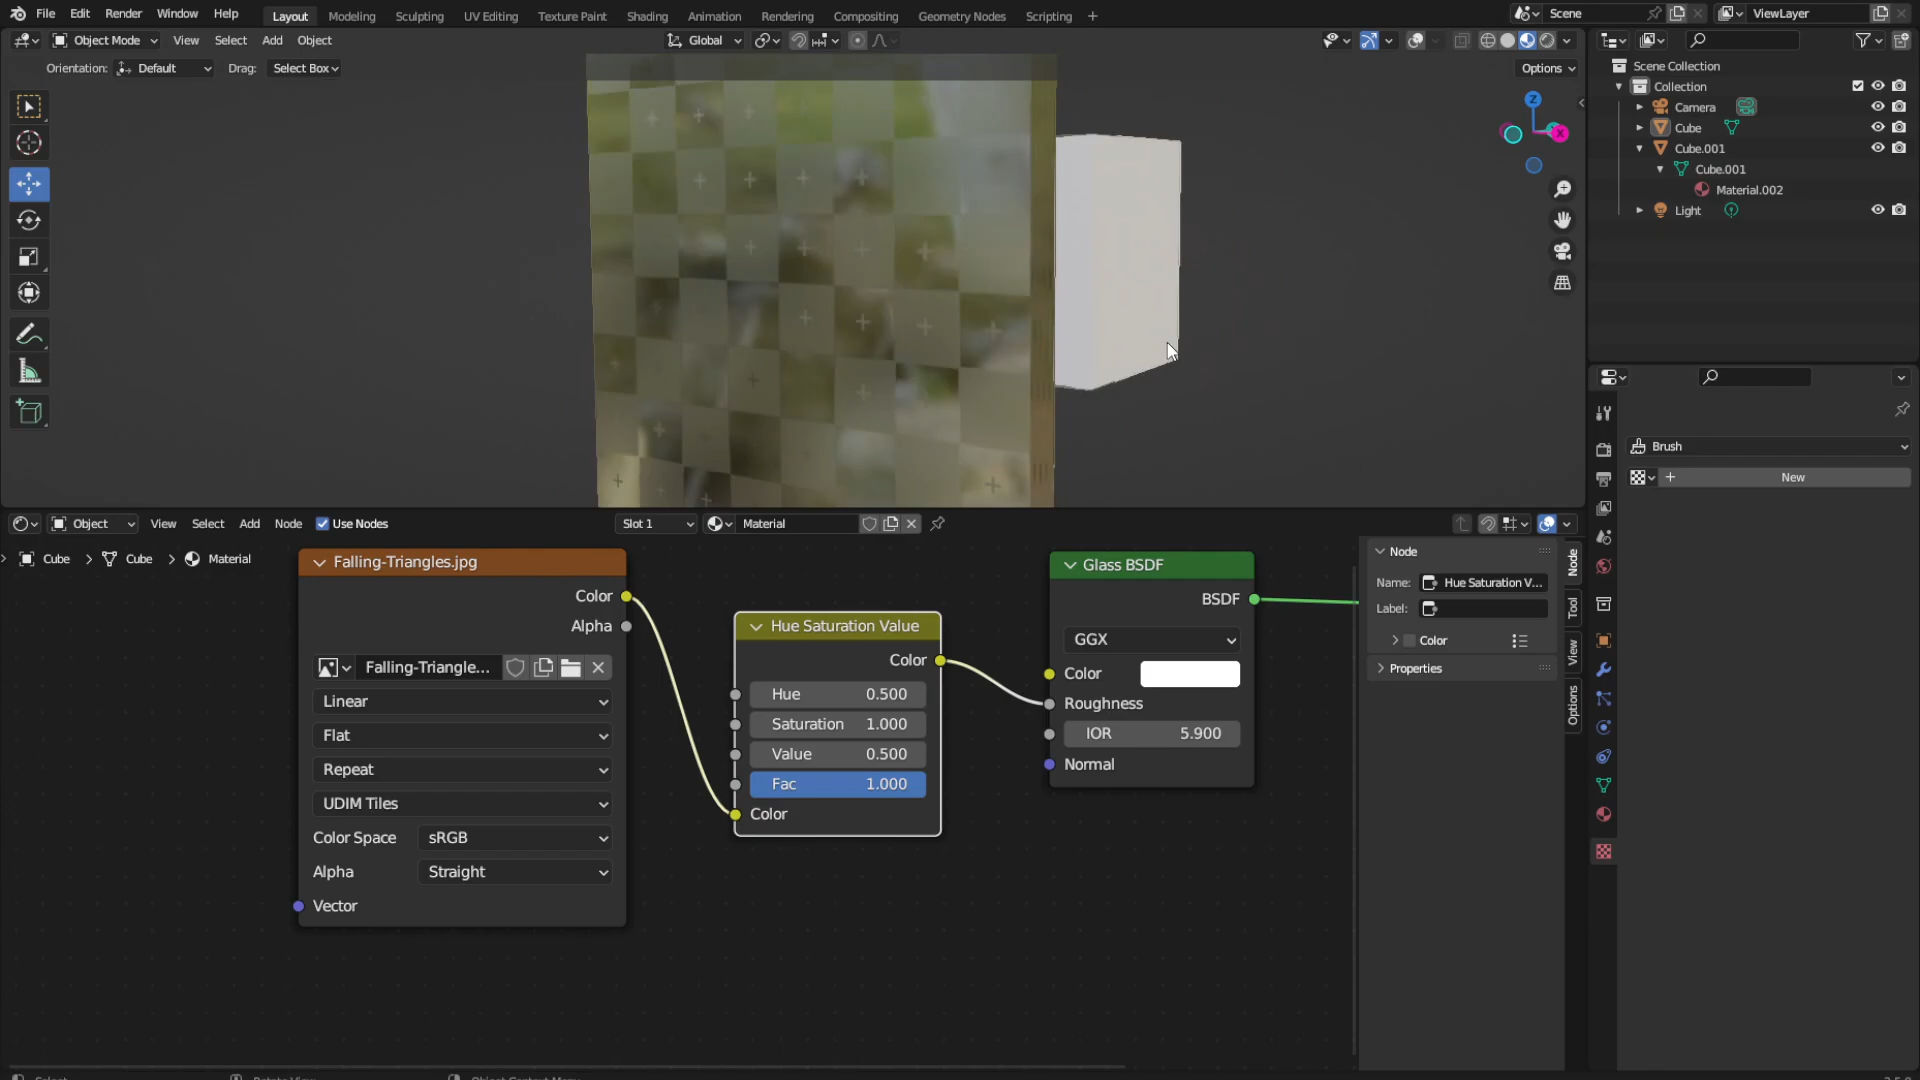 File Edit Render Window Help Layout Modeling Sculpting UV Editing Texture Paint Shading Animation Rendering Compositing Geometry Nodes Scripting + Scene ViewLayer
Object Mode View Select Add Object Global
Orientation: Default Drag: Select Box Options
Z
X
Scene Collection
Collection
Camera
Cube
Cube.001
Cube.001
Material.002
Light
Brush
+ New
Object View Select Add Node Use Nodes Slot 1 Material
Cube > Cube > Material
Falling-Triangles.jpg
Color
Alpha
Falling-Triangle...
Linear
Flat
Repeat
UDIM Tiles
Color Space sRGB
Alpha Straight
Vector
Hue Saturation Value
Color
Hue 0.500
Saturation 1.000
Value 0.500
Fac 1.000
Color
Glass BSDF
BSDF
GGX
Color
Roughness
IOR 5.900
Normal
Node
Name: Hue Saturation V...
Label:
Color
Properties
Node
Tool
View
Options